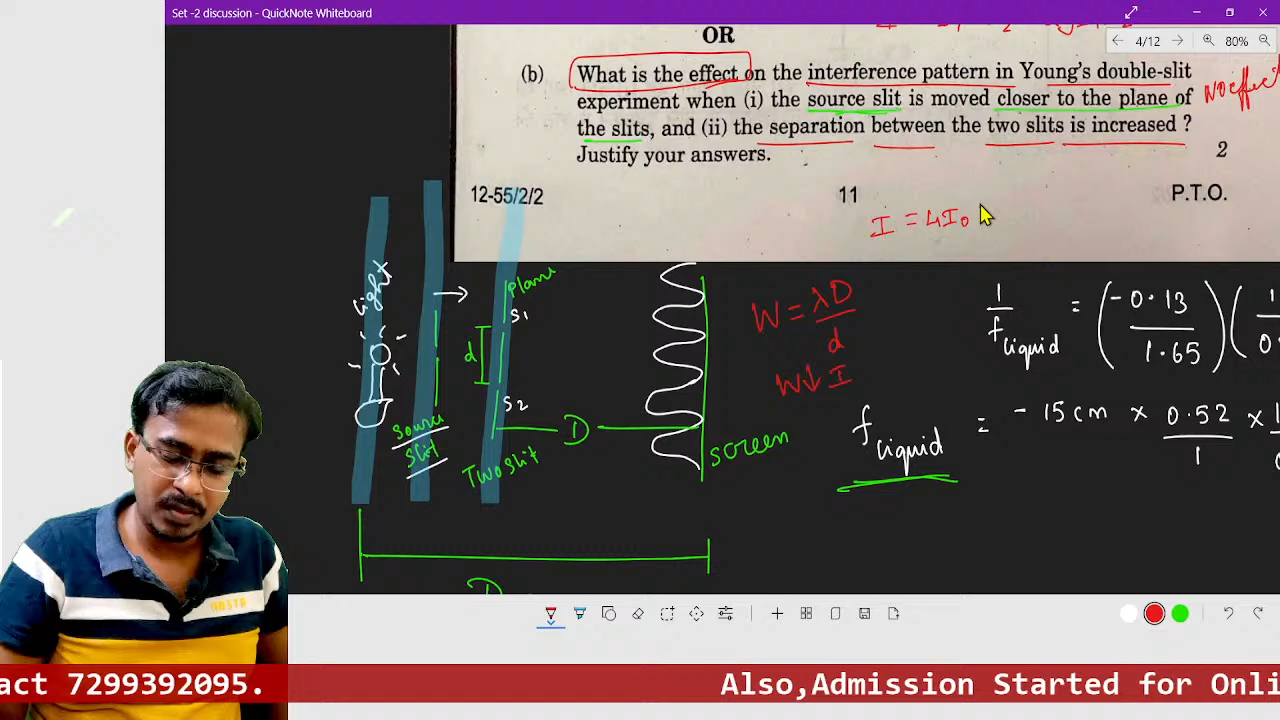 Set -2 discussion - QuickNote Whiteboard
4/12
80%
OR
(b) What is the effect on the interference pattern in Young's double-slit
experiment when (i) the source slit is moved closer to the plane of
the slits, and (ii) the separation between the two slits is increased ?
Justify your answers. 2
No effect
12-55/2/2 11 P.T.O.
I = 4I₀
Light
Plane
S1
d
S2
Source
Slit
Two slit
D
screen
D
W = λD/d
W↓ I
1/f liquid = (-0.13/1.65)(
f liquid = -15 cm × 0.52/1 ×
act 7299392095.
Also,Admission Started for Onli